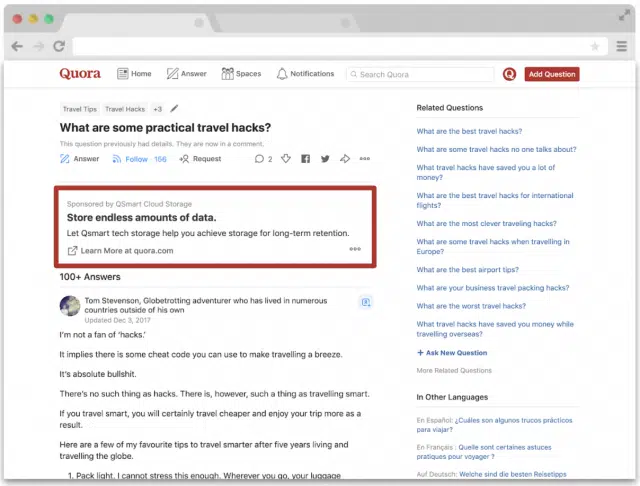 Quora
Home
Answer
Spaces
Notifications
Search Quora
Q
Add Question
Travel Tips Travel Hacks +3
What are some practical travel hacks?
This question previously had details. They are now in a comment.
Answer
Follow · 156
Request
2
Sponsored by QSmart Cloud Storage
Store endless amounts of data.
Let Qsmart tech storage help you achieve storage for long-term retention.
Learn More at quora.com
100+ Answers
Tom Stevenson, Globetrotting adventurer who has lived in numerous
countries outside of his own
Updated Dec 3, 2017
I'm not a fan of 'hacks.'
It implies there is some cheat code you can use to make travelling a breeze.
It's absolute bullshit.
There's no such thing as hacks. There is, however, such a thing as travelling smart.
If you travel smart, you will certainly travel cheaper and enjoy your trip more as a
result.
Here are a few of my favourite tips to travel smarter after five years living and
travelling the globe.
1. Pack light. I cannot stress this enough. Wherever you go, your luggage
Related Questions
What are the best travel hacks?
What are some travel hacks no one talks about?
What travel hacks have saved you a lot of
money?
What are the best travel hacks for international
flights?
What are the most clever traveling hacks?
What are some travel hacks when travelling in
Europe?
What are the best airport tips?
What are your business travel packing hacks?
What are the worst travel hacks?
What travel hacks have saved you money while
travelling overseas?
+ Ask New Question
More Related Questions
In Other Languages
En Español: ¿Cuáles son algunos trucos prácticos
para viajar?
En Français : Quelle sont certaines astuces
pratiques pour voyager ?
Auf Deutsch: Welche sind die besten Reisetipps